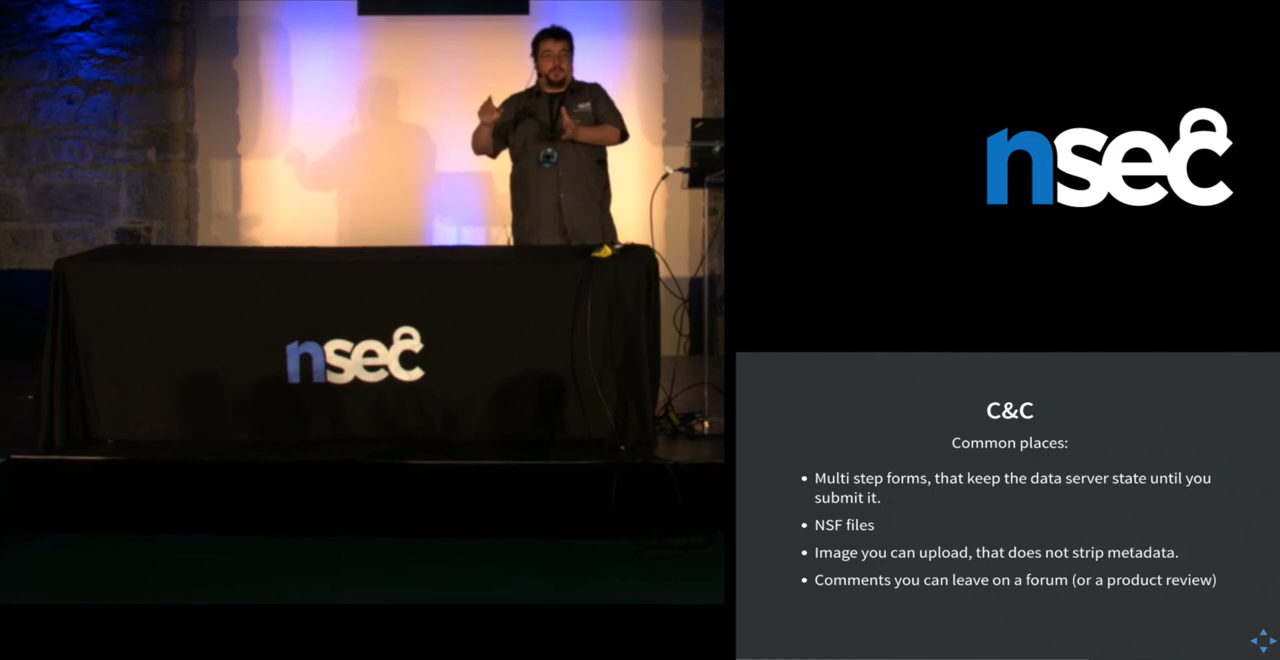 nsec
nsec
C&C
Common places:
• Multi step forms, that keep the data server state until you
submit it.
• NSF files
• Image you can upload, that does not strip metadata.
• Comments you can leave on a forum (or a product review)